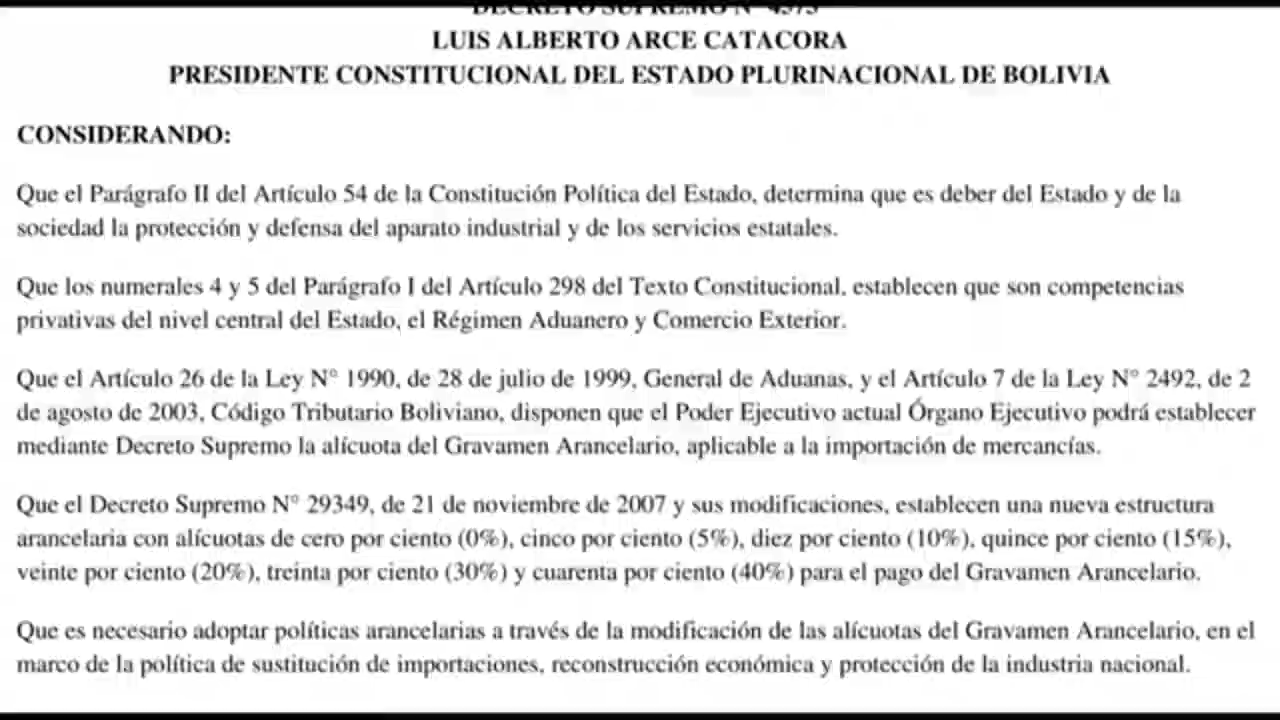 DECRETO SUPREMO N°
LUIS ALBERTO ARCE CATACORA
PRESIDENTE CONSTITUCIONAL DEL ESTADO PLURINACIONAL DE BOLIVIA
CONSIDERANDO:
Que el Parágrafo II del Artículo 54 de la Constitución Política del Estado, determina que es deber del Estado y de la
sociedad la protección y defensa del aparato industrial y de los servicios estatales.
Que los numerales 4 y 5 del Parágrafo I del Artículo 298 del Texto Constitucional, establecen que son competencias
privativas del nivel central del Estado, el Régimen Aduanero y Comercio Exterior.
Que el Artículo 26 de la Ley N° 1990, de 28 de julio de 1999, General de Aduanas, y el Artículo 7 de la Ley N° 2492, de 2
de agosto de 2003, Código Tributario Boliviano, disponen que el Poder Ejecutivo actual Órgano Ejecutivo podrá establecer
mediante Decreto Supremo la alícuota del Gravamen Arancelario, aplicable a la importación de mercancías.
Que el Decreto Supremo N° 29349, de 21 de noviembre de 2007 y sus modificaciones, establecen una nueva estructura
arancelaria con alícuotas de cero por ciento (0%), cinco por ciento (5%), diez por ciento (10%), quince por ciento (15%),
veinte por ciento (20%), treinta por ciento (30%) y cuarenta por ciento (40%) para el pago del Gravamen Arancelario.
Que es necesario adoptar políticas arancelarias a través de la modificación de las alícuotas del Gravamen Arancelario, en el
marco de la política de sustitución de importaciones, reconstrucción económica y protección de la industria nacional.